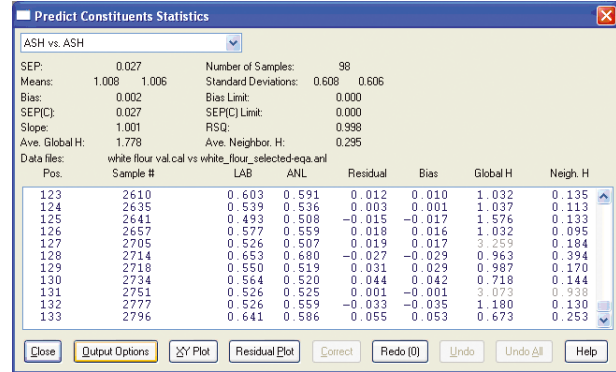 Predict Constituents Statistics
ASH vs. ASH
SEP: 0.027 Number of Samples: 98
Means: 1.008 1.006 Standard Deviations: 0.608 0.606
Bias: 0.002 Bias Limit: 0.000
SEP(C): 0.027 SEP(C) Limit: 0.000
Slope: 1.001 RSQ: 0.998
Ave. Global H: 1.778 Ave. Neighbor. H: 0.295
Data files: white flour val.cal vs white_flour_selected-eqa.anl
Pos. Sample # LAB ANL Residual Bias Global H Neigh. H
123 2610 0.603 0.591 0.012 0.010 1.032 0.135
124 2635 0.539 0.536 0.003 0.001 1.037 0.113
125 2641 0.493 0.508 -0.015 -0.017 1.576 0.133
126 2657 0.577 0.559 0.018 0.016 1.032 0.095
127 2705 0.526 0.507 0.019 0.017 3.259 0.184
128 2714 0.653 0.680 -0.027 -0.029 0.963 0.394
129 2718 0.550 0.519 0.031 0.029 0.987 0.170
130 2734 0.564 0.520 0.044 0.042 0.718 0.144
131 2751 0.526 0.525 0.001 -0.001 3.073 0.938
132 2777 0.526 0.559 -0.033 -0.035 1.180 0.130
133 2796 0.641 0.586 0.055 0.053 0.673 0.253
Close Output Options XY Plot Residual Plot Correct Redo (0) Undo Undo All Help